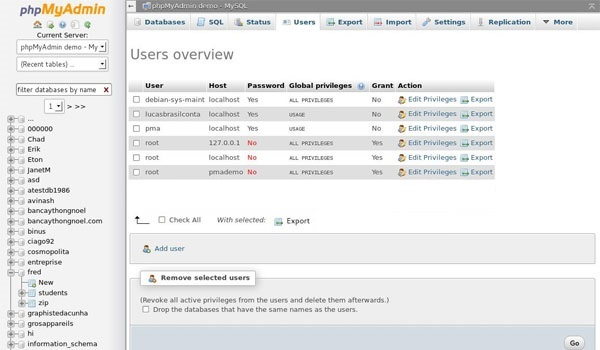 phpMyAdmin
Current Server:
phpMyAdmin demo - My
(Recent tables) ...
filter databases by name X
1 > >>
...
000000
Chad
Erik
Eton
JanetM
asd
atestdb1986
avinash
bancaythongnoel
bancaythongnoel.com
binus
ciago92
cosmopolita
entreprise
fred
New
students
zip
graphistedacunha
grosappareils
hi
information_schema
phpMyAdmin demo - MySQL
Databases SQL Status Users Export Import Settings Replication More
Users overview
User Host Password Global privileges Grant Action
debian-sys-maint localhost Yes ALL PRIVILEGES No Edit Privileges Export
lucasbrasilconta localhost Yes USAGE No Edit Privileges Export
pma localhost Yes USAGE No Edit Privileges Export
root 127.0.0.1 No ALL PRIVILEGES Yes Edit Privileges Export
root localhost No ALL PRIVILEGES Yes Edit Privileges Export
root pmademo No ALL PRIVILEGES Yes Edit Privileges Export
Check All With selected: Export
Add user
Remove selected users
(Revoke all active privileges from the users and delete them afterwards.)
Drop the databases that have the same names as the users.
Go